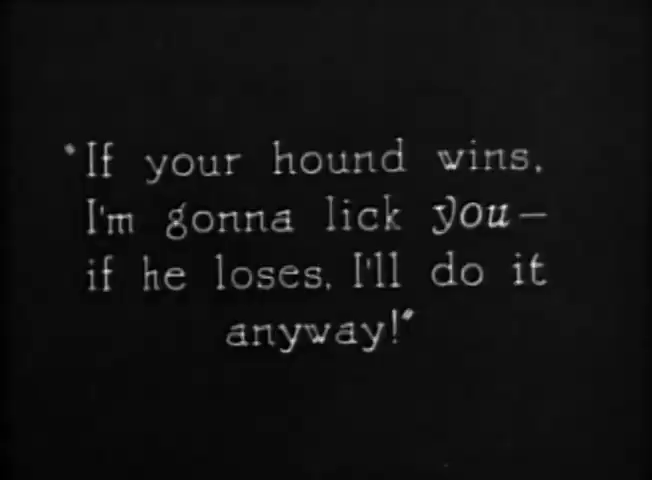 "If your hound wins,
I'm gonna lick you—
if he loses, I'll do it
anyway!"